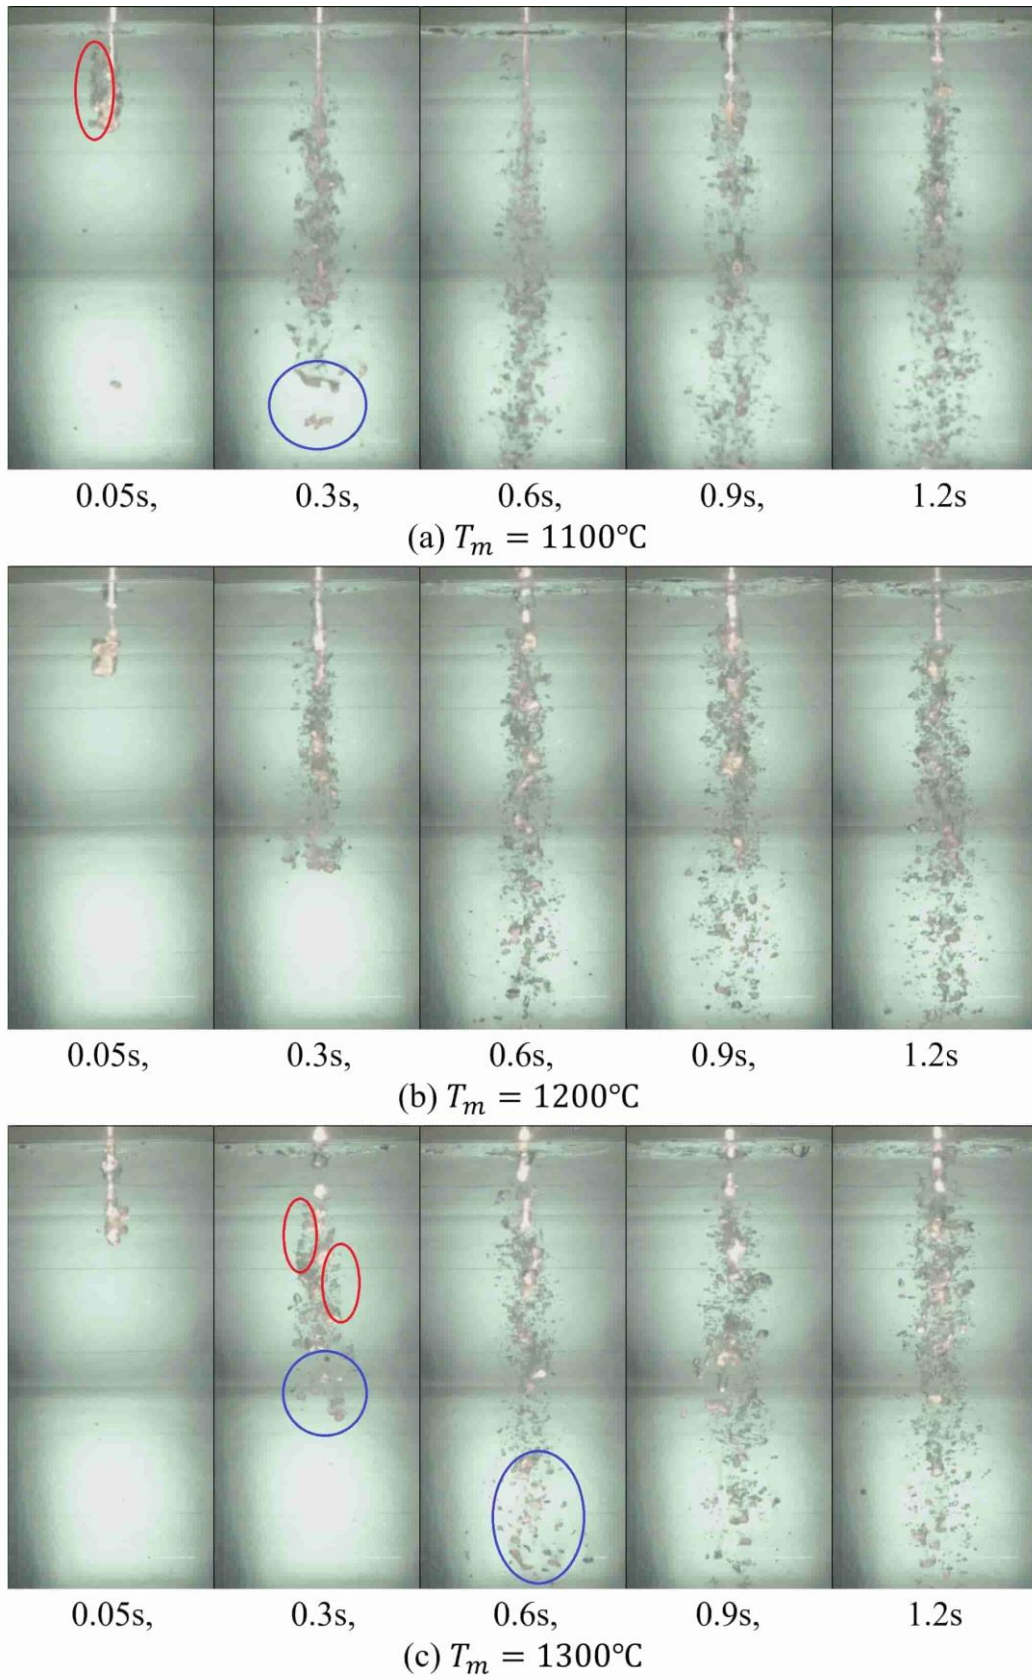 0.05s, 0.3s, 0.6s, 0.9s, 1.2s
(a) Tₘ = 1100℃
0.05s, 0.3s, 0.6s, 0.9s, 1.2s
(b) Tₘ = 1200℃
0.05s, 0.3s, 0.6s, 0.9s, 1.2s
(c) Tₘ = 1300℃